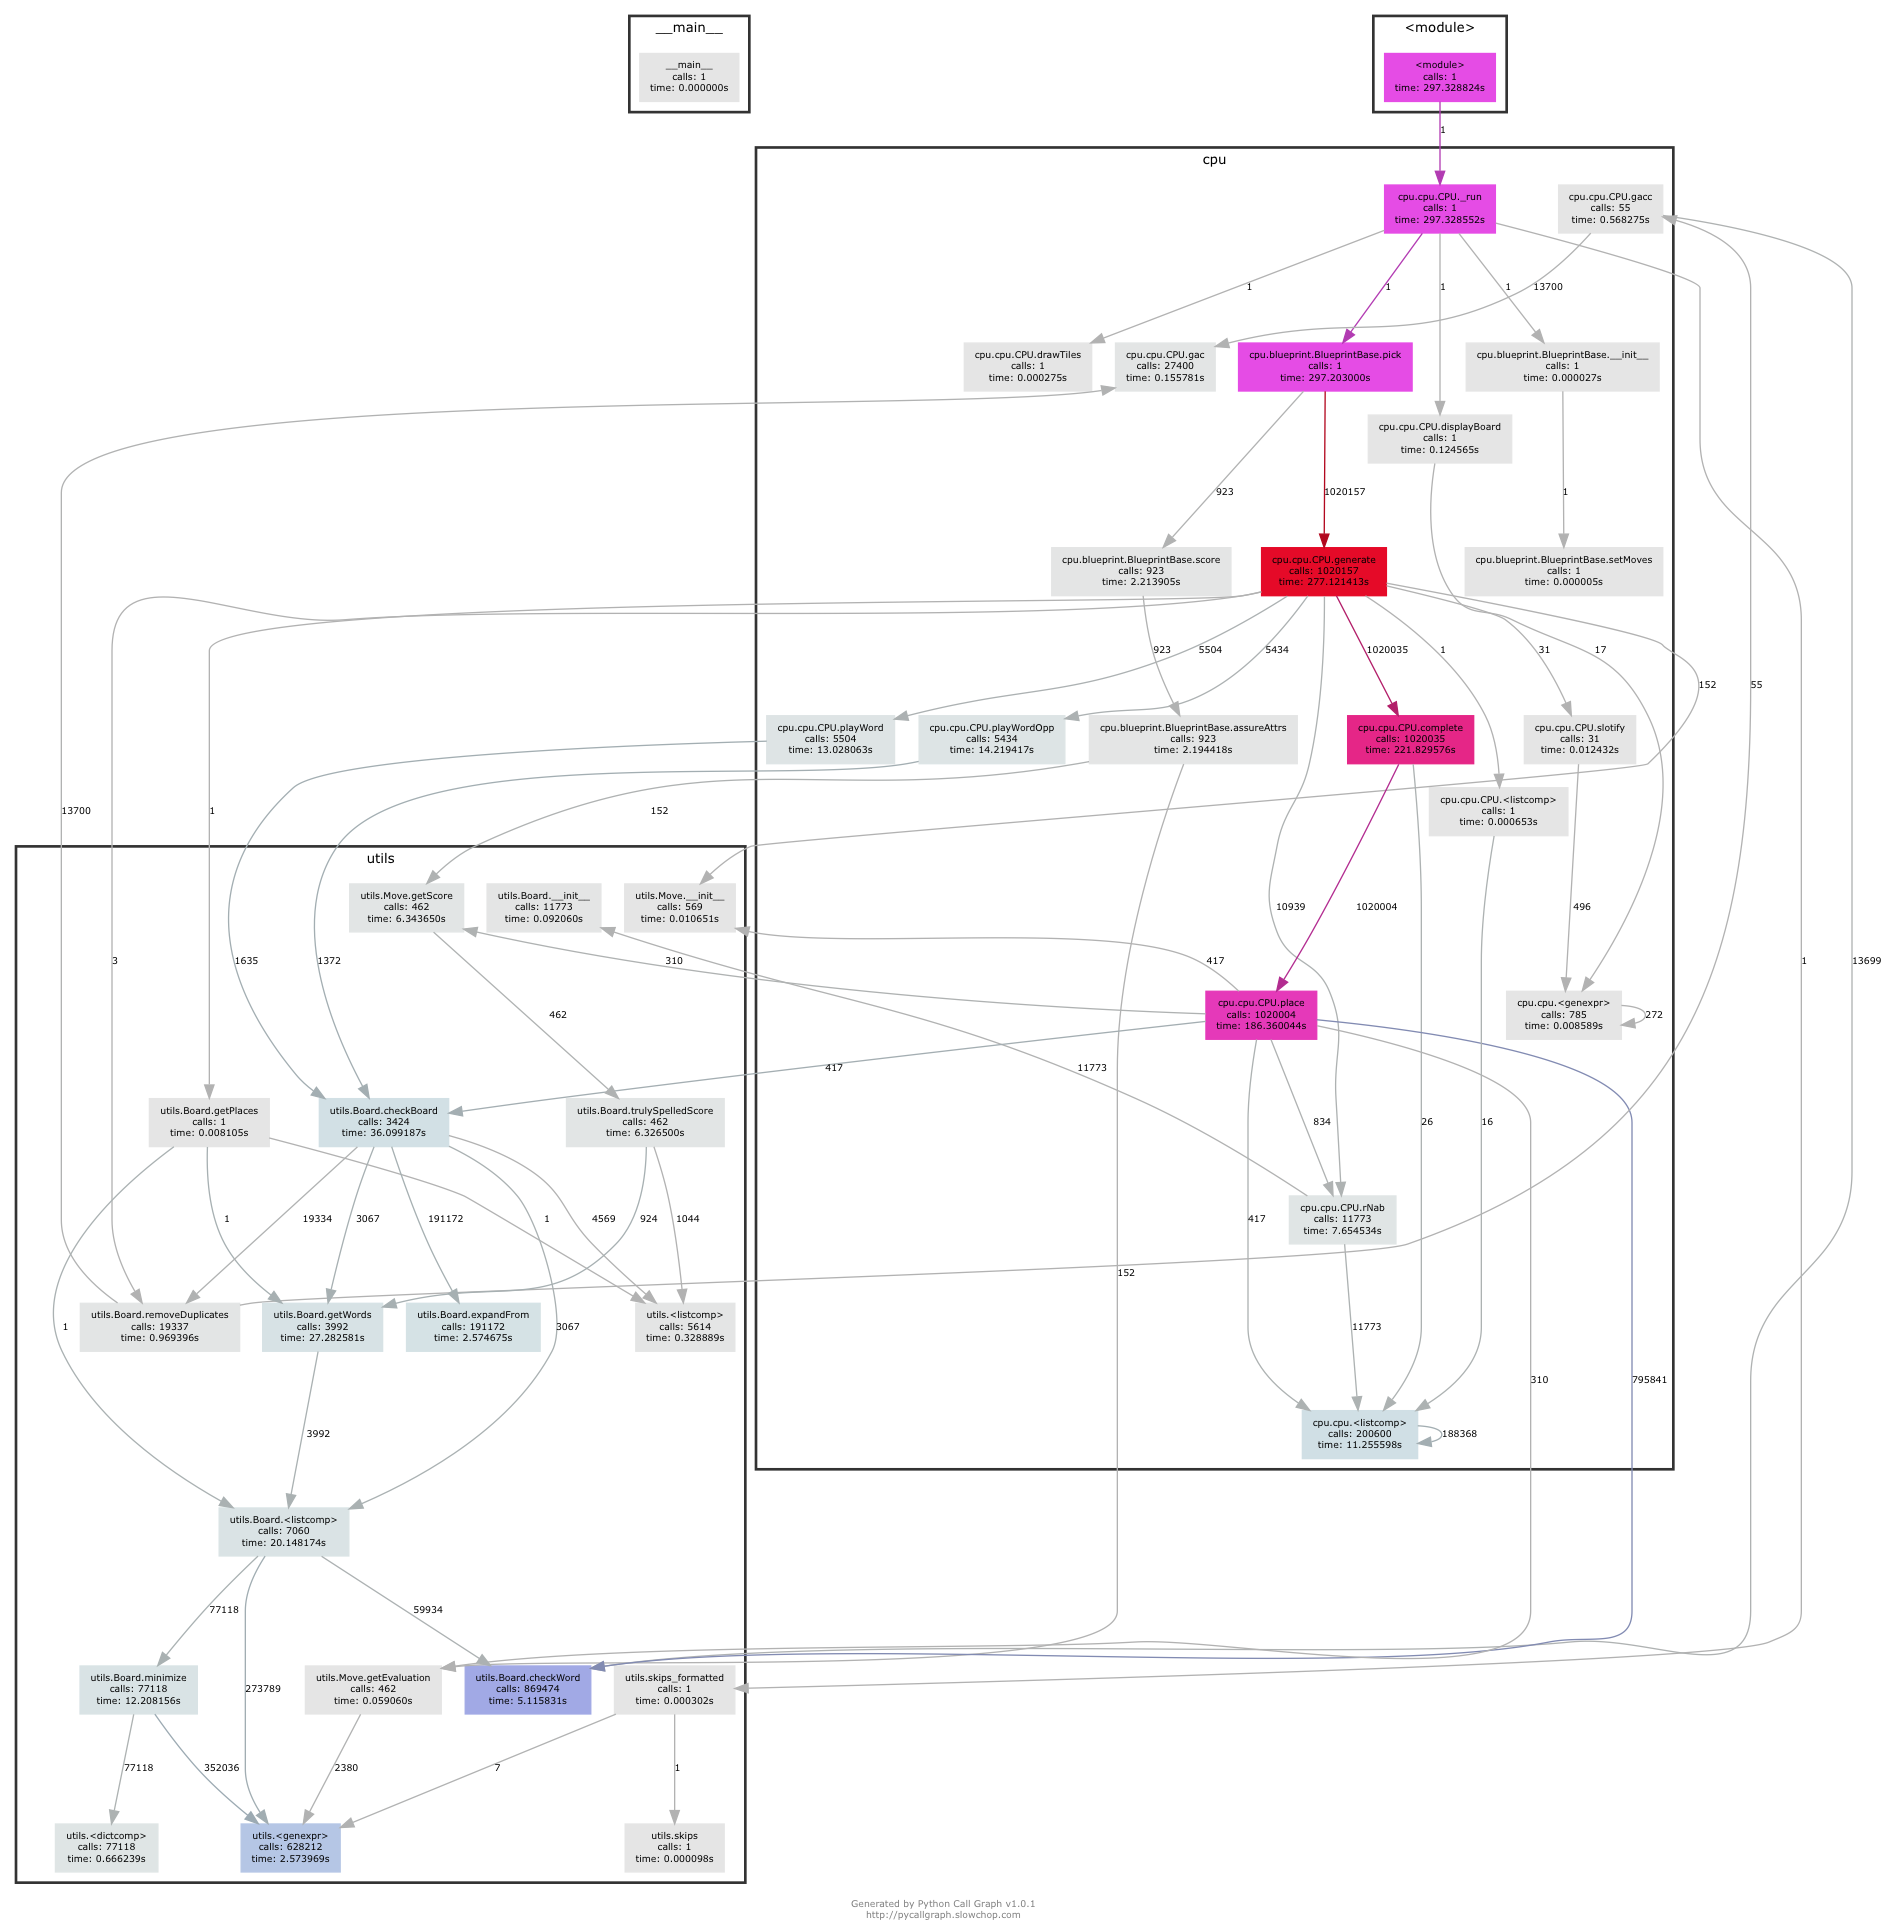 __main__
<module>
__main__
calls: 1
time: 0.000000s
<module>
calls: 1
time: 297.328824s
1
cpu
cpu.cpu.CPU._run
calls: 1
time: 297.328552s
cpu.cpu.CPU.gacc
calls: 55
time: 0.568275s
1
1
1
1
13700
cpu.cpu.CPU.drawTiles
calls: 1
time: 0.000275s
cpu.cpu.CPU.gac
calls: 27400
time: 0.155781s
cpu.blueprint.BlueprintBase.pick
calls: 1
time: 297.203000s
cpu.blueprint.BlueprintBase.__init__
calls: 1
time: 0.000027s
cpu.cpu.CPU.displayBoard
calls: 1
time: 0.124565s
923
1020157
1
cpu.blueprint.BlueprintBase.score
calls: 923
time: 2.213905s
cpu.cpu.CPU.generate
calls: 1020157
time: 277.121413s
cpu.blueprint.BlueprintBase.setMoves
calls: 1
time: 0.000005s
923
5504
5434
1020035
1
31
17
152
55
cpu.cpu.CPU.playWord
calls: 5504
time: 13.028063s
cpu.cpu.CPU.playWordOpp
calls: 5434
time: 14.219417s
cpu.blueprint.BlueprintBase.assureAttrs
calls: 923
time: 2.194418s
cpu.cpu.CPU.complete
calls: 1020035
time: 221.829576s
cpu.cpu.CPU.slotify
calls: 31
time: 0.012432s
13700
1
152
cpu.cpu.CPU.<listcomp>
calls: 1
time: 0.000653s
utils
utils.Move.getScore
calls: 462
time: 6.343650s
utils.Board.__init__
calls: 11773
time: 0.092060s
utils.Move.__init__
calls: 569
time: 0.010651s
10939
1020004
496
3
1635
1372
310
417
1
13699
cpu.cpu.CPU.place
calls: 1020004
time: 186.360044s
cpu.cpu.<genexpr>
calls: 785
time: 0.008589s
272
462
417
11773
utils.Board.getPlaces
calls: 1
time: 0.008105s
utils.Board.checkBoard
calls: 3424
time: 36.099187s
utils.Board.trulySpelledScore
calls: 462
time: 6.326500s
834
26
16
1
19334
3067
191172
1
4569
924
1044
417
cpu.cpu.CPU.rNab
calls: 11773
time: 7.654534s
152
utils.Board.removeDuplicates
calls: 19337
time: 0.969396s
utils.Board.getWords
calls: 3992
time: 27.282581s
utils.Board.expandFrom
calls: 191172
time: 2.574675s
utils.<listcomp>
calls: 5614
time: 0.328889s
1
3067
11773
310
795841
cpu.cpu.<listcomp>
calls: 200600
time: 11.255598s
188368
3992
utils.Board.<listcomp>
calls: 7060
time: 20.148174s
77118
59934
utils.Board.minimize
calls: 77118
time: 12.208156s
273789
utils.Move.getEvaluation
calls: 462
time: 0.059060s
utils.Board.checkWord
calls: 869474
time: 5.115831s
utils.skips_formatted
calls: 1
time: 0.000302s
77118
352036
2380
7
1
utils.<dictcomp>
calls: 77118
time: 0.666239s
utils.<genexpr>
calls: 628212
time: 2.573969s
utils.skips
calls: 1
time: 0.000098s
Generated by Python Call Graph v1.0.1
http://pycallgraph.slowchop.com